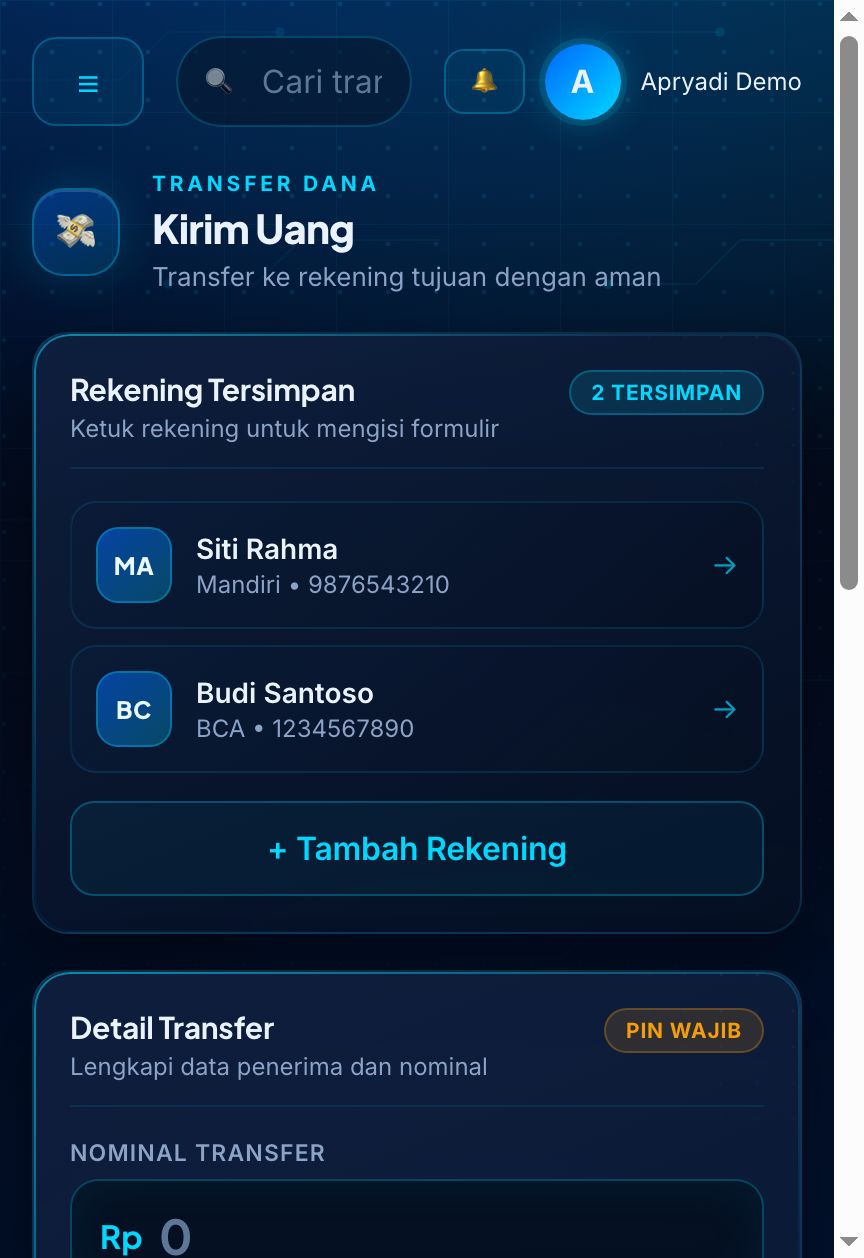 Cari tran
A
Apryadi Demo
TRANSFER DANA
Kirim Uang
Transfer ke rekening tujuan dengan aman
Rekening Tersimpan
2 TERSIMPAN
Ketuk rekening untuk mengisi formulir
MA
Siti Rahma
Mandiri • 9876543210
→
BC
Budi Santoso
BCA • 1234567890
→
+ Tambah Rekening
Detail Transfer
PIN WAJIB
Lengkapi data penerima dan nominal
NOMINAL TRANSFER
Rp 0